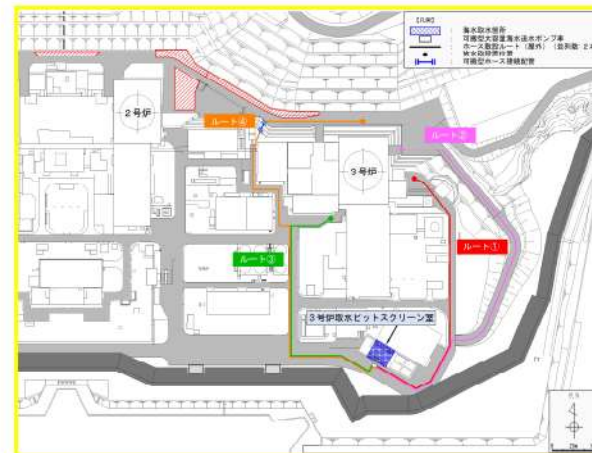 【凡例】
海水取水箇所
可搬型大容量海水送水ポンプ車
ホース敷設ルート（屋外）
可搬型ホース接続配管
2号炉
ルート④
ルート②
3号炉
ルート①
ルート③
3号炉取水ピットスクリーン室